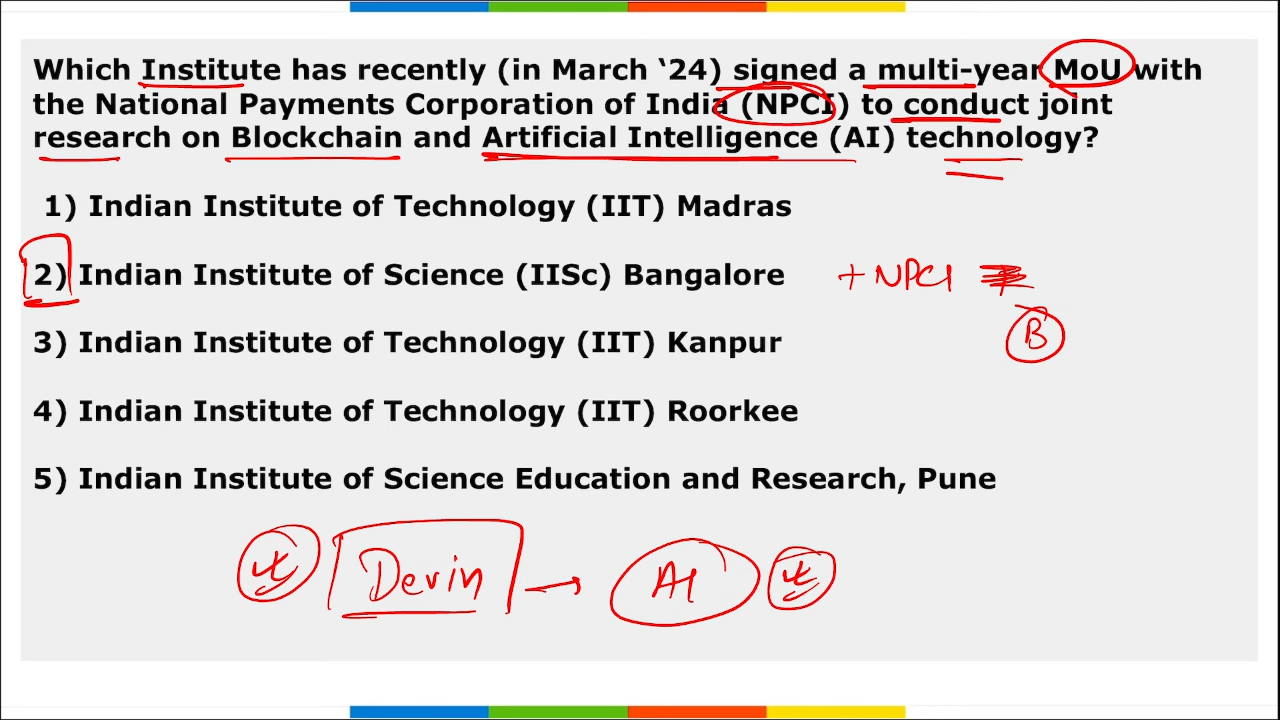 Which Institute has recently (in March ‘24) signed a multi-year MoU with
the National Payments Corporation of India (NPCI) to conduct joint
research on Blockchain and Artificial Intelligence (AI) technology?
1) Indian Institute of Technology (IIT) Madras
2) Indian Institute of Science (IISc) Bangalore + NPCI
B
3) Indian Institute of Technology (IIT) Kanpur
4) Indian Institute of Technology (IIT) Roorkee
5) Indian Institute of Science Education and Research, Pune
Devin → AI